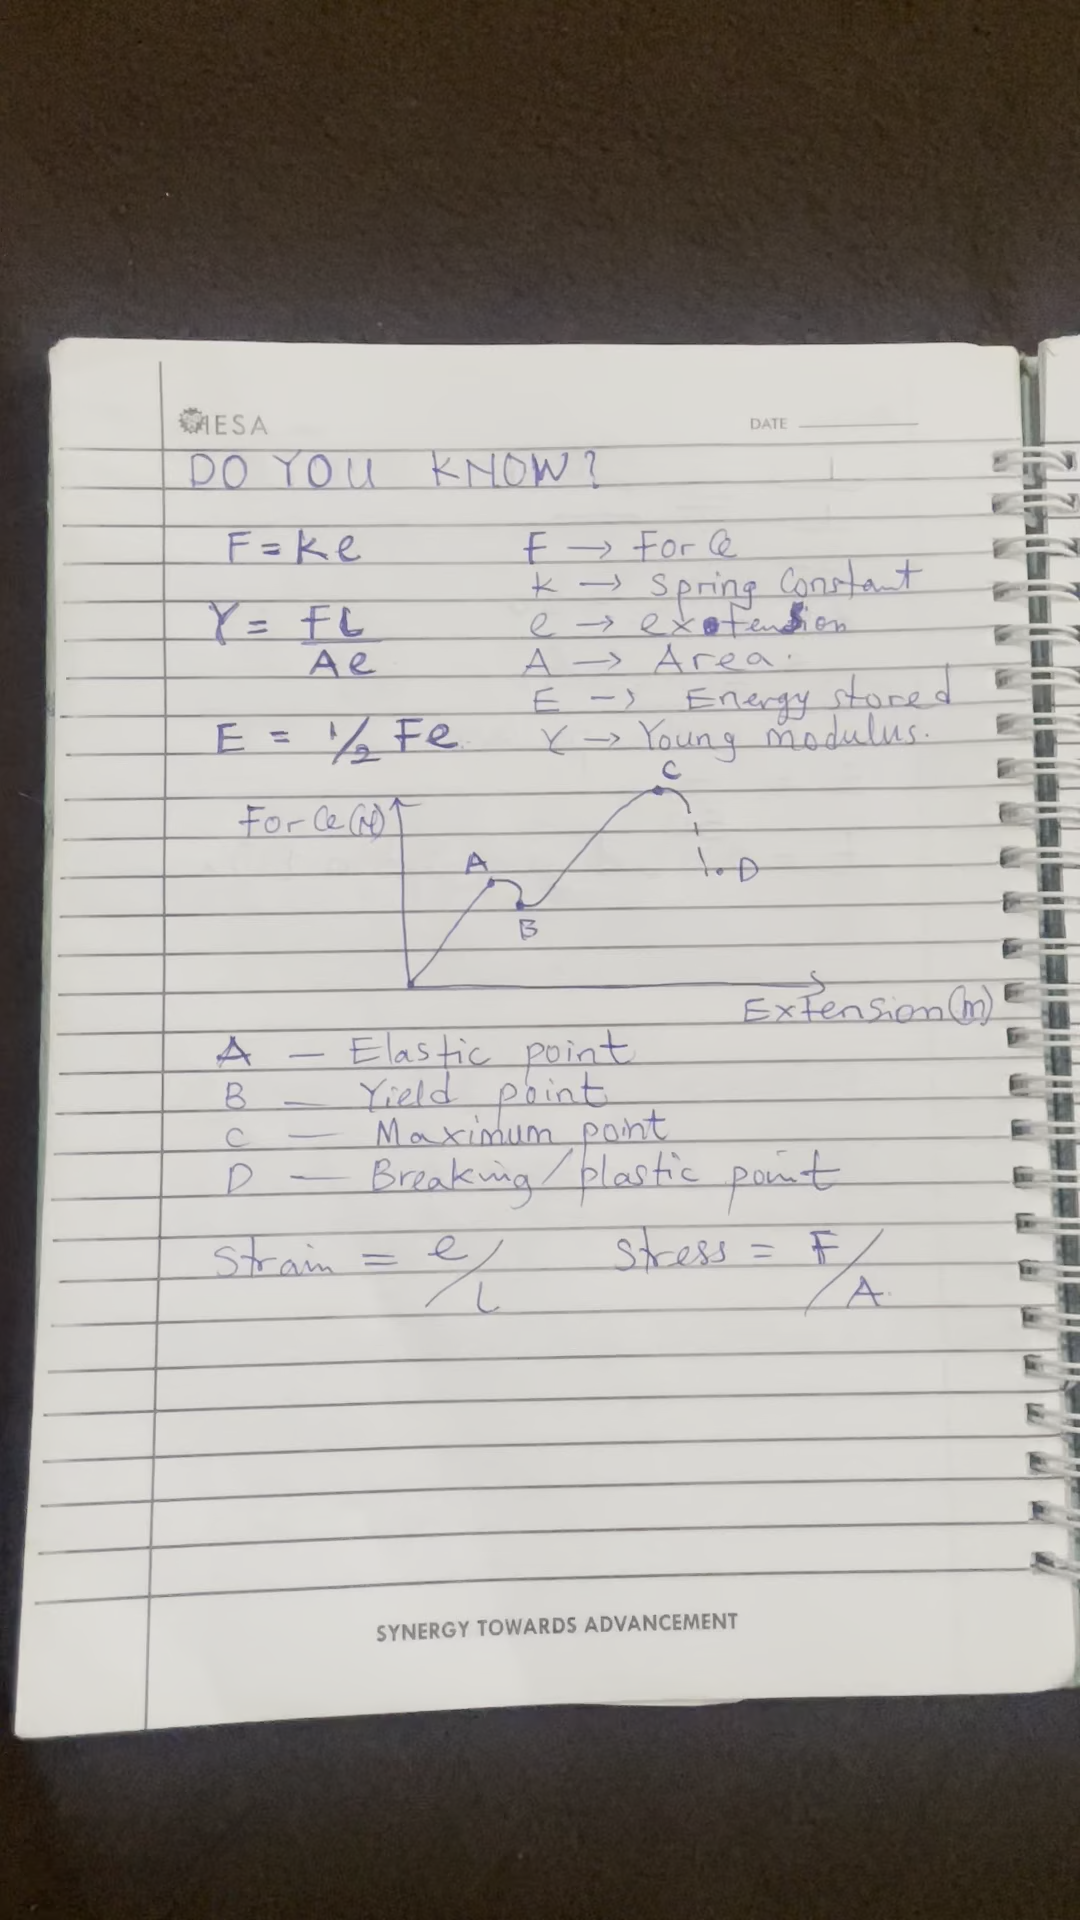 MESA
DATE
DO YOU KNOW?
F = ke
F → Force
k → Spring Constant
Y = FL
Ae
e → extension
A → Area.
E → Energy stored
E = 1/2 Fe
Y → Young modulus.
C
Force (N)
A
D
B
Extension (m)
A — Elastic point
B — Yield point
C — Maximum point
D — Breaking/plastic point
Strain = e/L Stress = F/A.
SYNERGY TOWARDS ADVANCEMENT